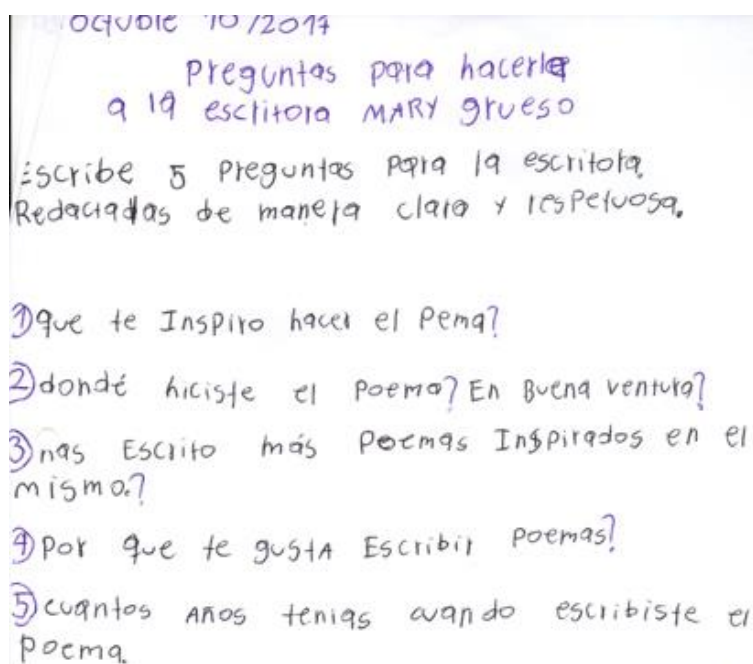 octubre 10/2017
Preguntas para hacerle
a la escritora MARY grueso
Escribe 5 Preguntas para la escritora
Redactadas de manera clara y respetuosa.
① que te Inspiro hacer el Pema?
② dondé hiciste el Poema? En Buena ventura?
③ has Escrito más Poemas Inspirados en el
mismo.?
④ Por que te gustA Escribir Poemas?
⑤ cuantos Años tenias cuando escribiste el
Poema.